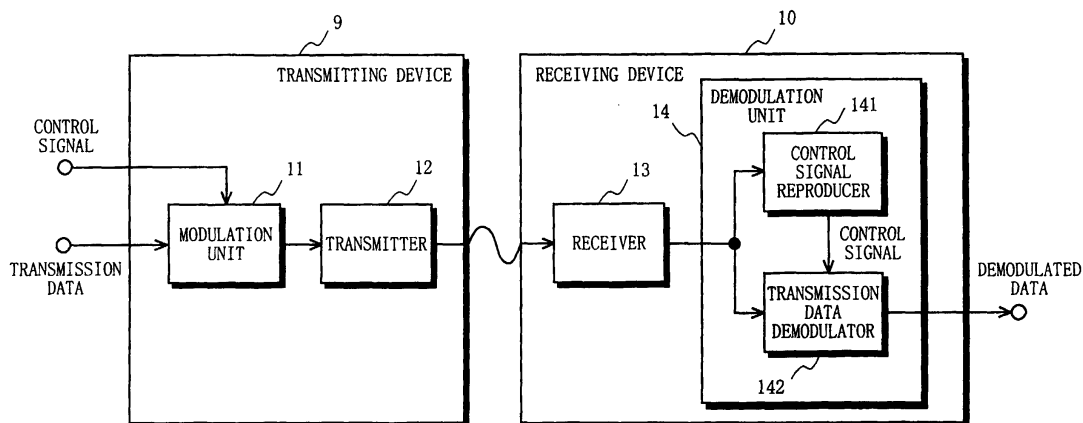 9
10
TRANSMITTING DEVICE
RECEIVING DEVICE
DEMODULATION
UNIT
141
14
CONTROL
SIGNAL
11
12
13
CONTROL
SIGNAL
REPRODUCER
MODULATION
UNIT
TRANSMITTER
RECEIVER
CONTROL
SIGNAL
TRANSMISSION
DATA
TRANSMISSION
DATA
DEMODULATOR
DEMODULATED
DATA
142